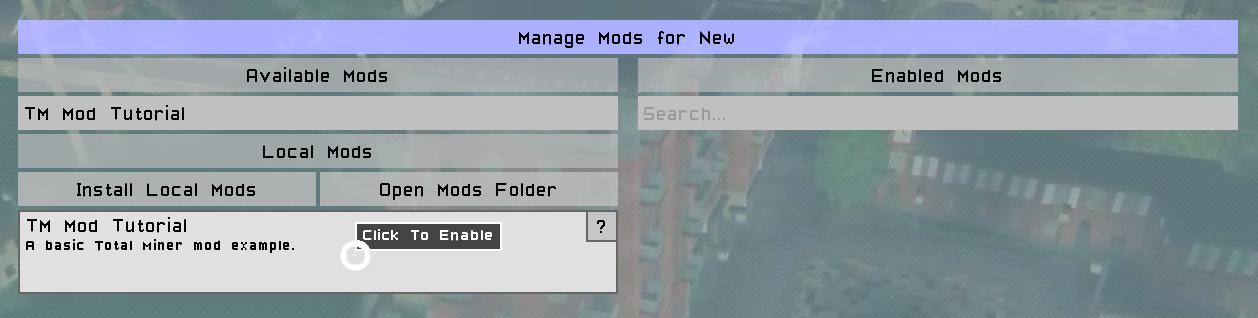 Manage Mods for New
Available Mods
TM Mod Tutorial
Local Mods
Install Local Mods
Open Mods Folder
TM Mod Tutorial
?
A basic Total Miner mod example.
Click To Enable
Enabled Mods
Search...